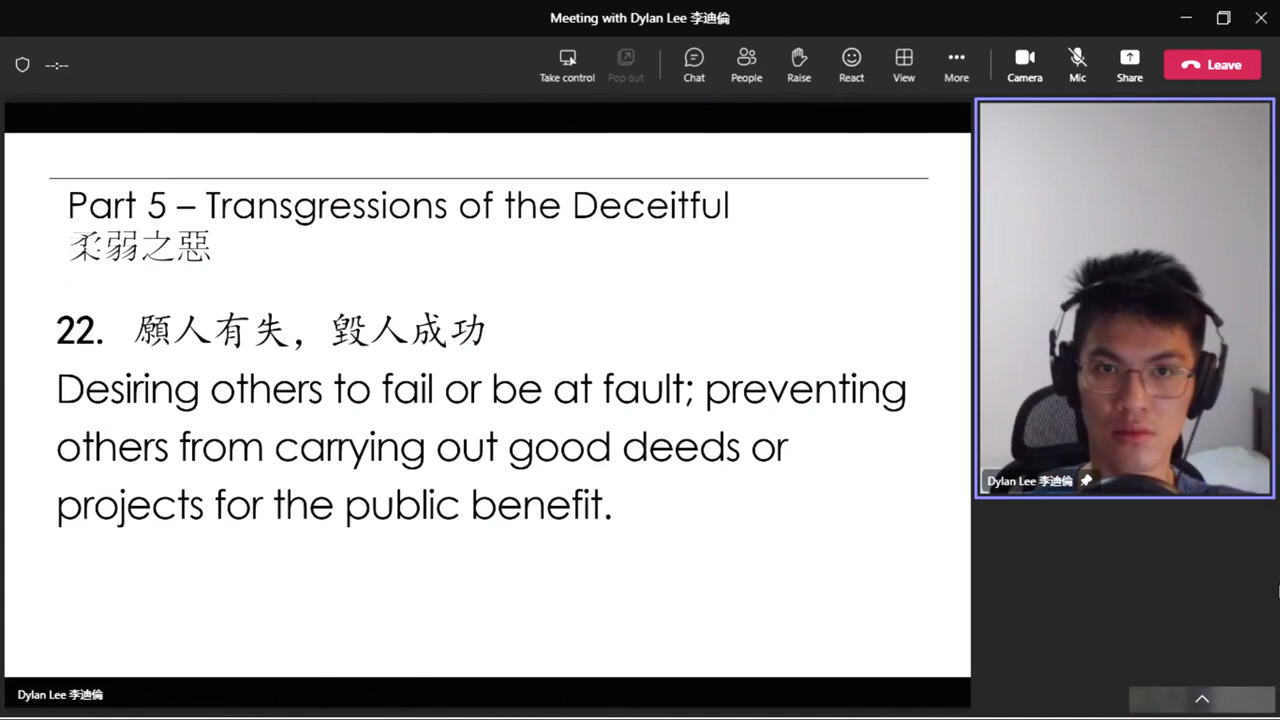 Meeting with Dylan Lee 李迪倫
--:--
Take control
Pop out
Chat
People
Raise
React
View
More
Camera
Mic
Share
Leave
Part 5 – Transgressions of the Deceitful
柔弱之惡
22. 願人有失，毀人成功
Desiring others to fail or be at fault; preventing
others from carrying out good deeds or
projects for the public benefit.
Dylan Lee 李迪倫
Dylan Lee 李迪倫